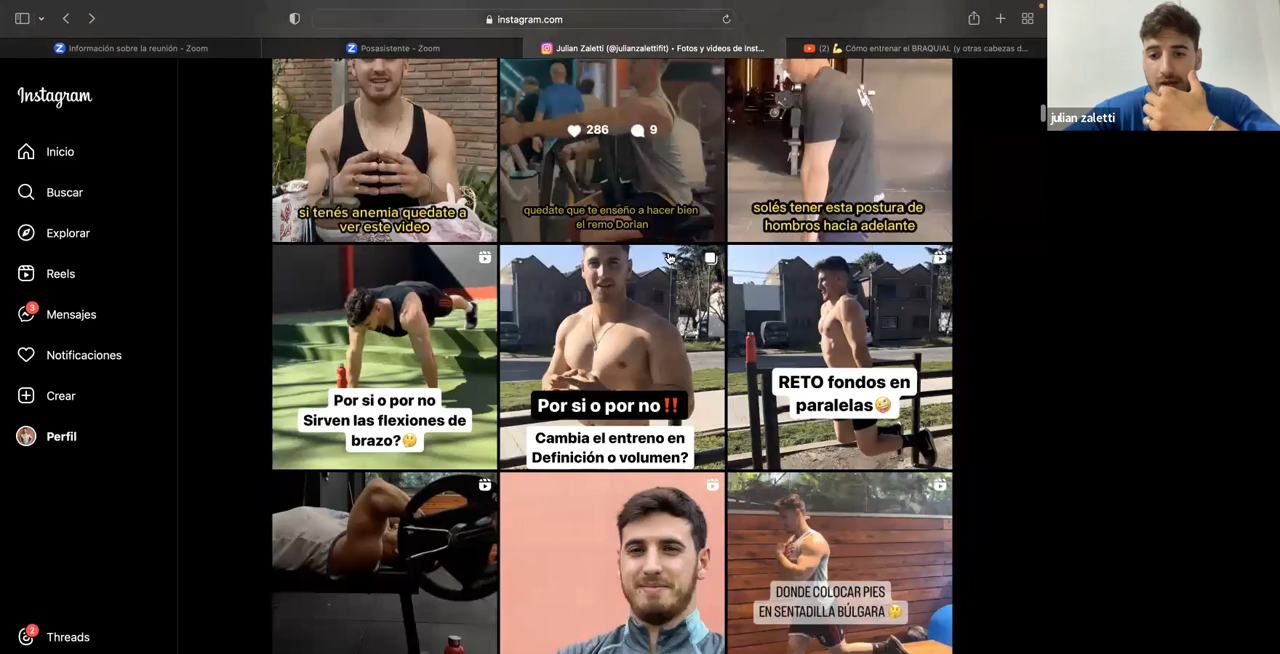 instagram.com
Información sobre la reunión - Zoom
Posasistente - Zoom
Julian Zaletti (@julianzalettifit) • Fotos y videos de Inst...
(2) 💪 Cómo entrenar el BRAQUIAL (y otras cabezas d...
julian zaletti
Instagram
Inicio
Buscar
Explorar
Reels
3
Mensajes
Notificaciones
Crear
Perfil
2
Threads
si tenés anemia quedate a
ver este video
286
9
quedate que te enseño a hacer bien
el remo Dorian
solés tener esta postura de
hombros hacia adelante
Por si o por no
Sirven las flexiones de
brazo?🤔
Por si o por no‼️
Cambia el entreno en
Definición o volumen?
RETO fondos en
paralelas🤪
DONDE COLOCAR PIES
EN SENTADILLA BÚLGARA 🤔